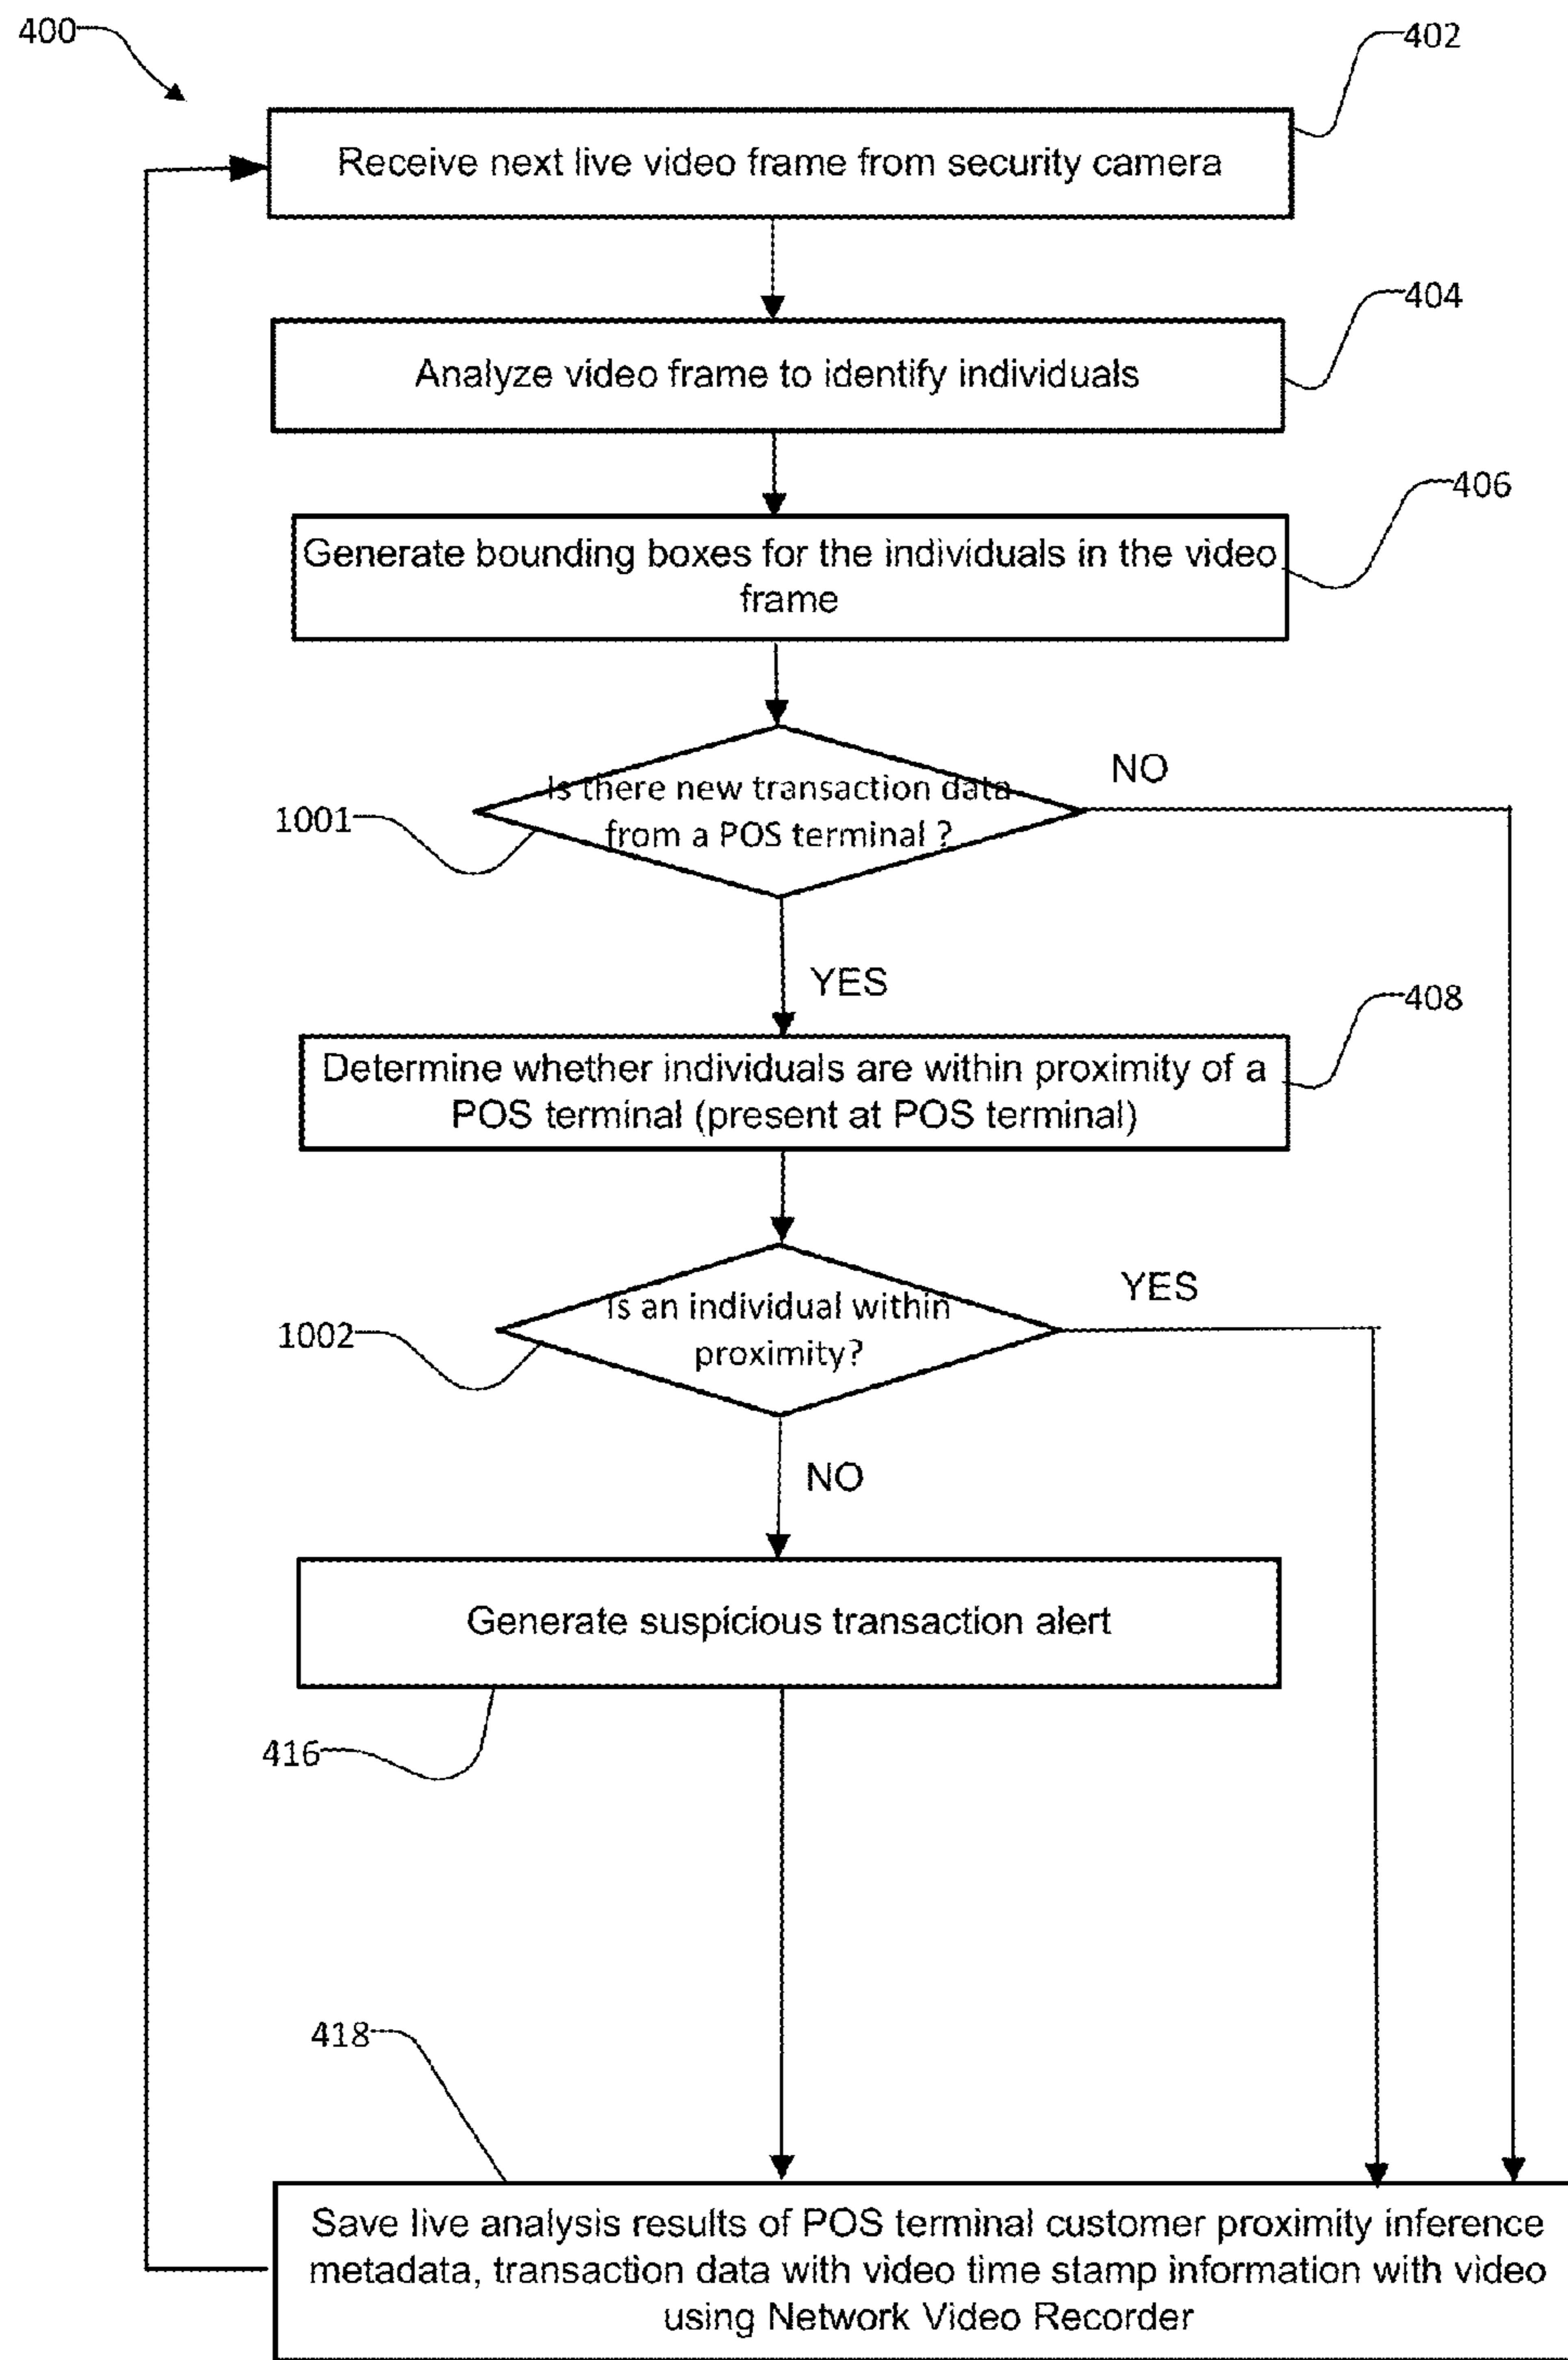 400
402
Receive next live video frame from security camera
404
Analyze video frame to identify individuals
406
Generate bounding boxes for the individuals in the video
frame
NO
Is there new transaction data
from a POS terminal ?
1001
YES
408
Determine whether individuals are within proximity of a
POS terminal (present at POS terminal)
YES
Is an individual within
proximity?
1002
NO
Generate suspicious transaction alert
416
418
Save live analysis results of POS terminal customer proximity inference
metadata, transaction data with video time stamp information with video
using Network Video Recorder